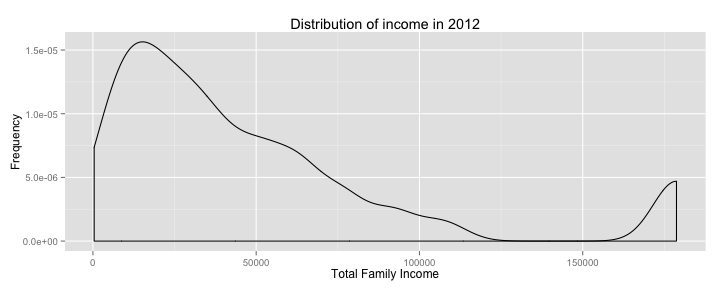 Distribution of income in 2012
Frequency
1.5e-05
1.0e-05
5.0e-06
0.0e+00
0 50000 100000 150000
Total Family Income